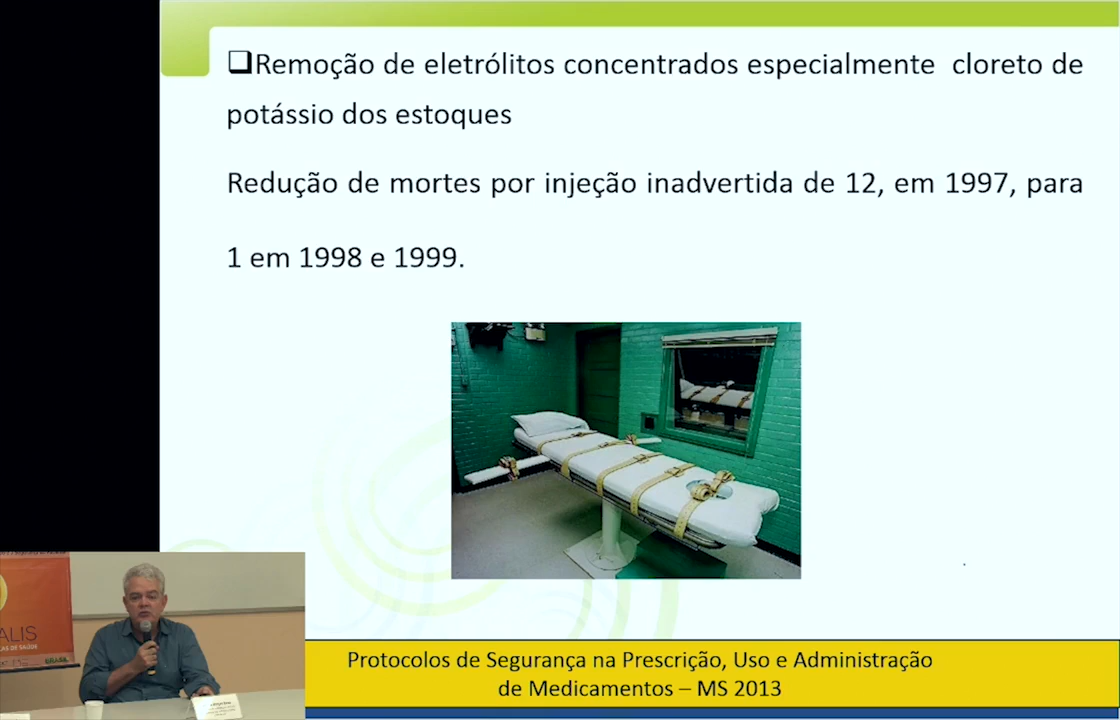 Remoção de eletrólitos concentrados especialmente cloreto de
potássio dos estoques
Redução de mortes por injeção inadvertida de 12, em 1997, para
1 em 1998 e 1999.
ALIS
Protocolos de Segurança na Prescrição, Uso e Administração
de Medicamentos – MS 2013